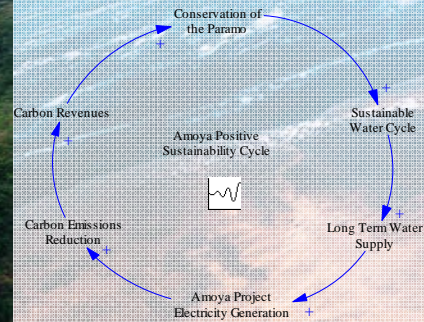 Conservation of
the Paramo
+
+
Carbon Revenues
Sustainable
Water Cycle
+
Amoya Positive
Sustainability Cycle
+
Carbon Emissions
Reduction
+
Long Term Water
Supply
Amoya Project
Electricity Generation
+